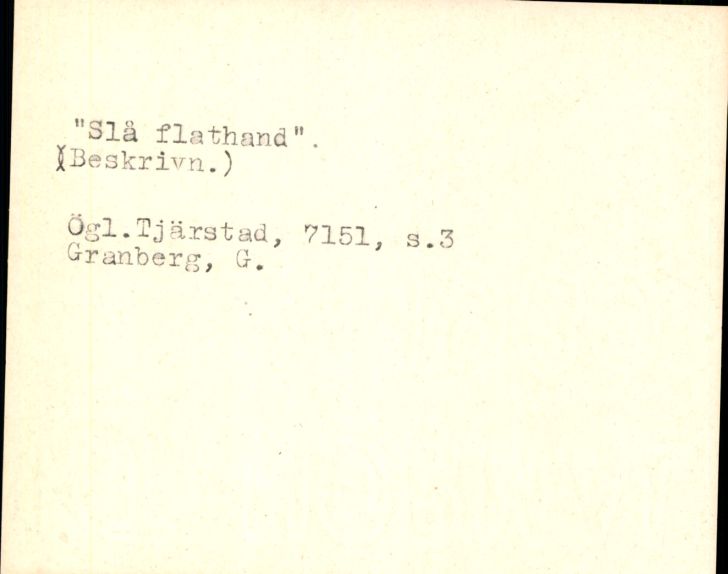 "Slå flathand".
(Beskrivn.)
Ögl.Tjärstad, 7151, s.3
Granberg, G.